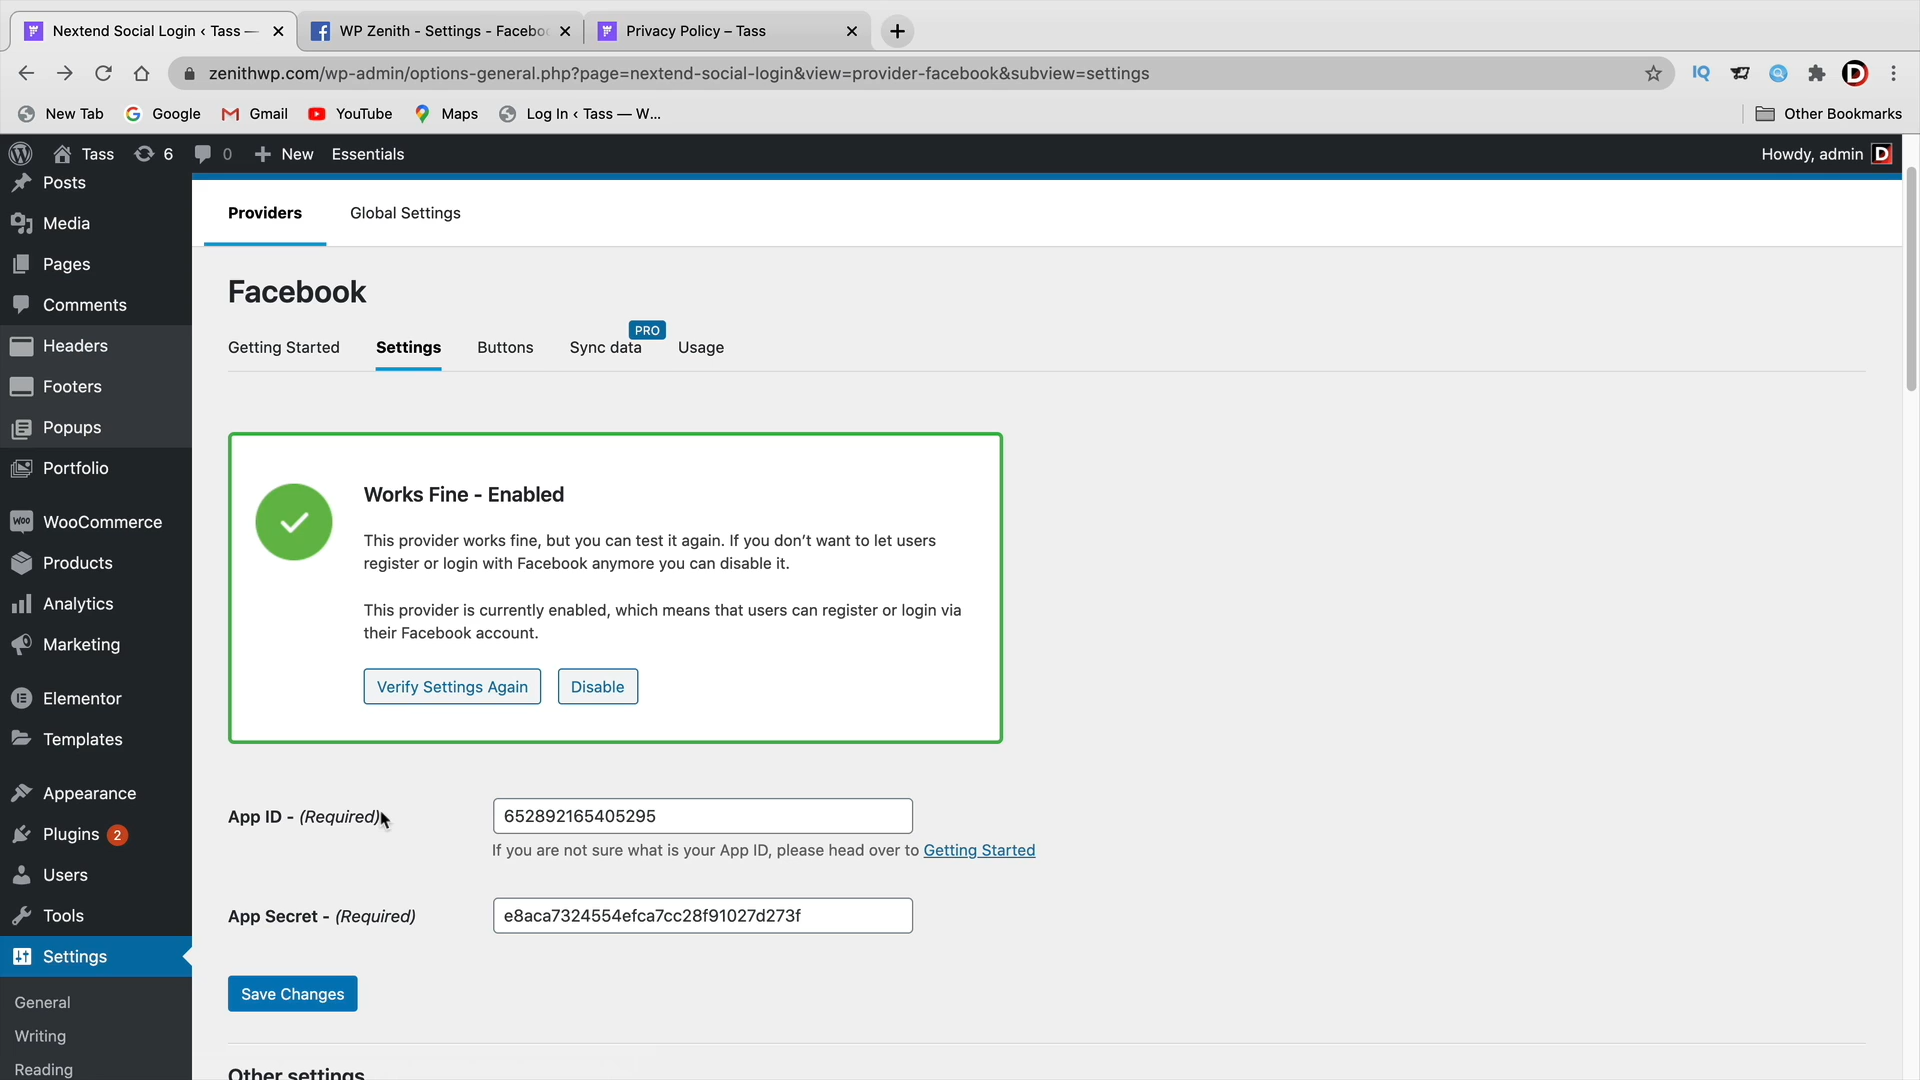 Nextend Social Login ‹ Tass —
WP Zenith - Settings - Facebo
Privacy Policy – Tass
zenithwp.com/wp-admin/options-general.php?page=nextend-social-login&view=provider-facebook&subview=settings
IQ
D
New Tab
Google
Gmail
YouTube
Maps
Log In ‹ Tass — W...
Other Bookmarks
Tass
6
0
New
Essentials
Howdy, admin
D
Posts
Media
Pages
Comments
Headers
Footers
Popups
Portfolio
Woo WooCommerce
Products
Analytics
Marketing
Elementor
Templates
Appearance
Plugins 2
Users
Tools
Settings
General
Writing
Reading
Providers
Global Settings
Facebook
Getting Started
Settings
Buttons
Sync data
PRO
Usage
Works Fine - Enabled
This provider works fine, but you can test it again. If you don’t want to let users
register or login with Facebook anymore you can disable it.
This provider is currently enabled, which means that users can register or login via
their Facebook account.
Verify Settings Again
Disable
App ID - (Required)
652892165405295
If you are not sure what is your App ID, please head over to Getting Started
App Secret - (Required)
e8aca7324554efca7cc28f91027d273f
Save Changes
Other settings